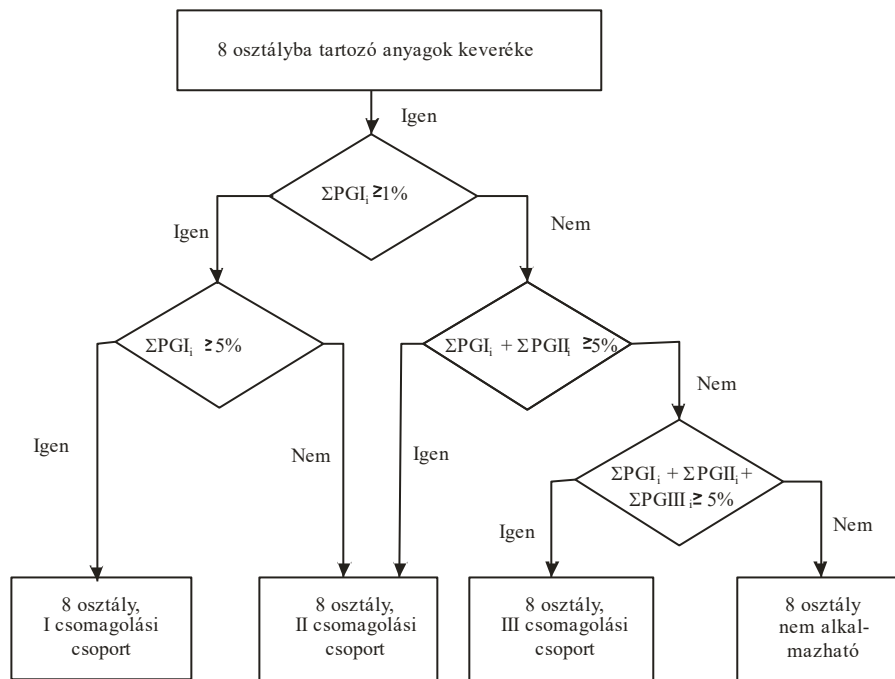 8 osztályba tartozó anyagok keveréke
Igen
ΣPGIᵢ ≥1%
Igen
Nem
ΣPGIᵢ ≥5%
ΣPGIᵢ + ΣPGIIᵢ ≥5%
Nem
Igen
Nem
Igen
ΣPGIᵢ + ΣPGIIᵢ+
ΣPGIIIᵢ≥ 5%
Igen
Nem
8 osztály,
I csomagolási
csoport
8 osztály,
II csomagolási
csoport
8 osztály,
III csomagolási
csoport
8 osztály
nem alkal-
mazható